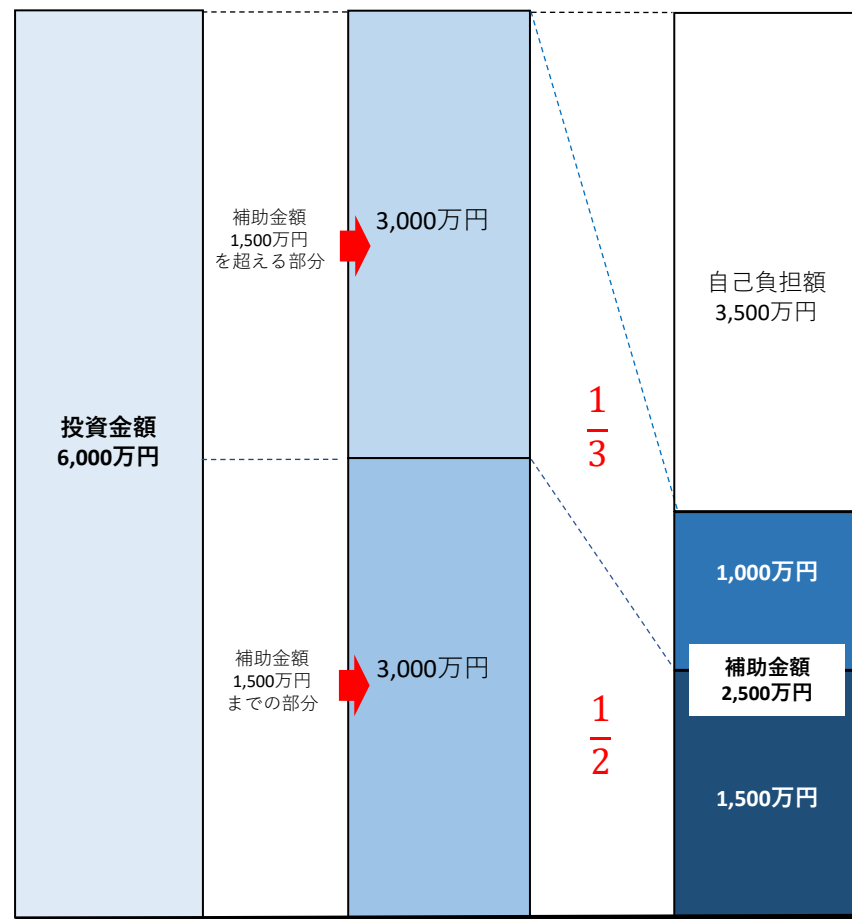 投資金額
6,000万円
補助金額
1,500万円
を超える部分
3,000万円
補助金額
1,500万円
までの部分
3,000万円
1
3
1
2
自己負担額
3,500万円
1,000万円
補助金額
2,500万円
1,500万円